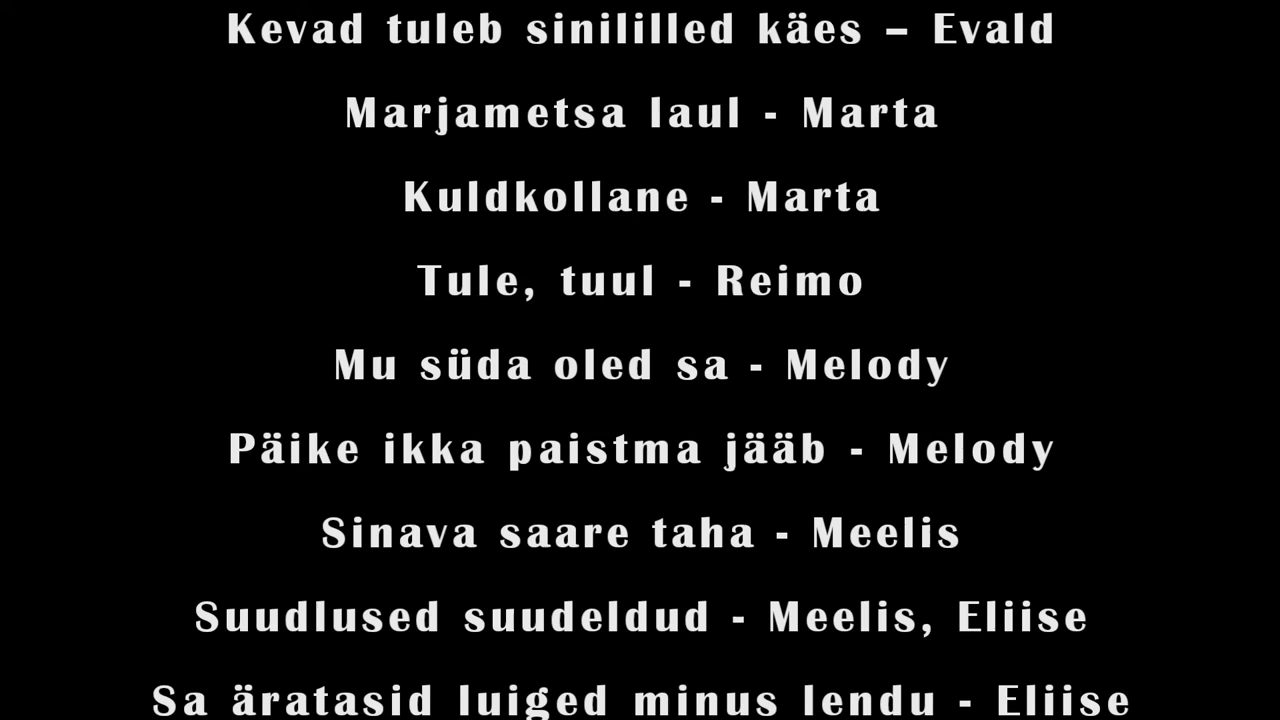 Kevad tuleb sinililled käes – Evald
Marjametsa laul - Marta
Kuldkollane - Marta
Tule, tuul - Reimo
Mu süda oled sa - Melody
Päike ikka paistma jääb - Melody
Sinava saare taha - Meelis
Suudlused suudeldud - Meelis, Eliise
Sa äratasid luiged minus lendu - Eliise